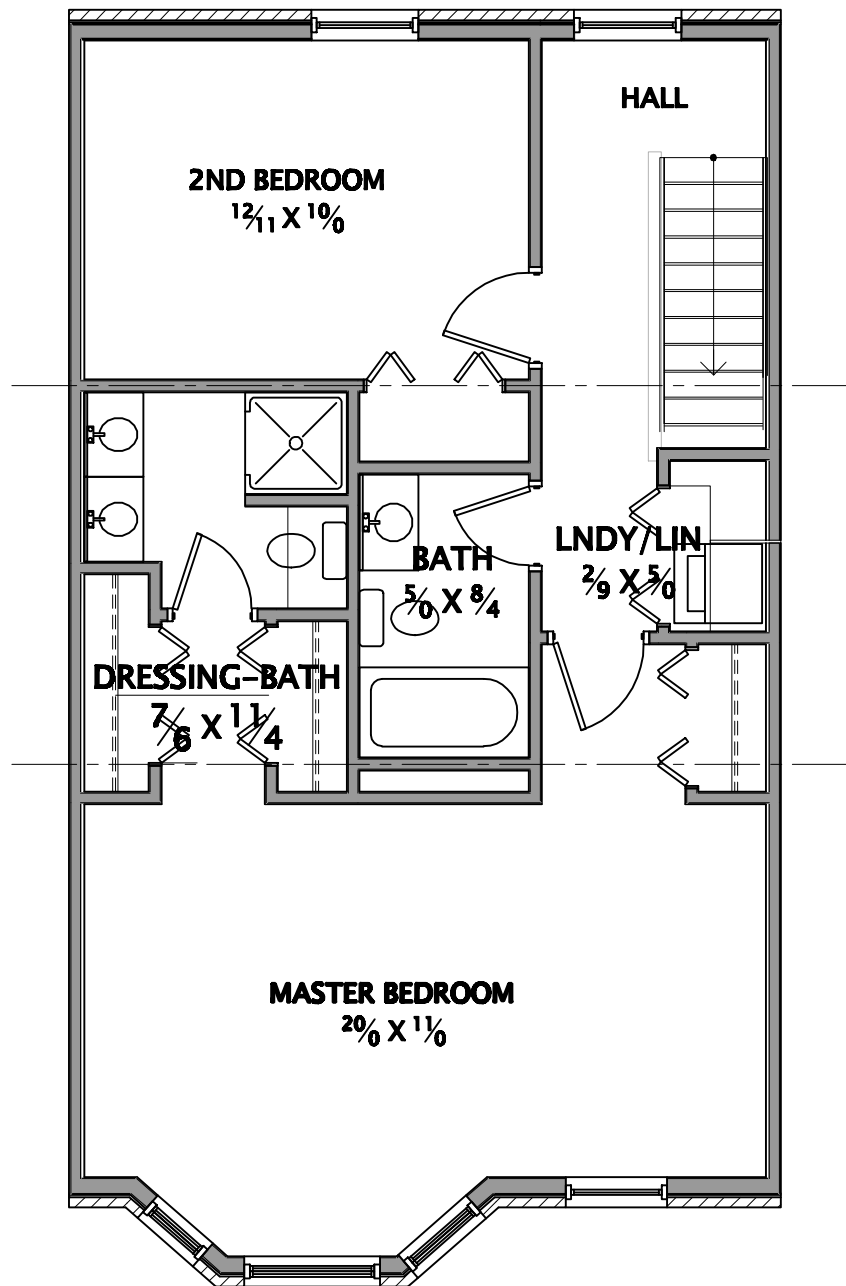 HALL
2ND BEDROOM
12/11 X 10/0
LNDY/LIN
2/9 X 5/0
BATH
5/0 X 8/4
DRESSING-BATH
7/6 X 11/4
MASTER BEDROOM
20/0 X 11/0